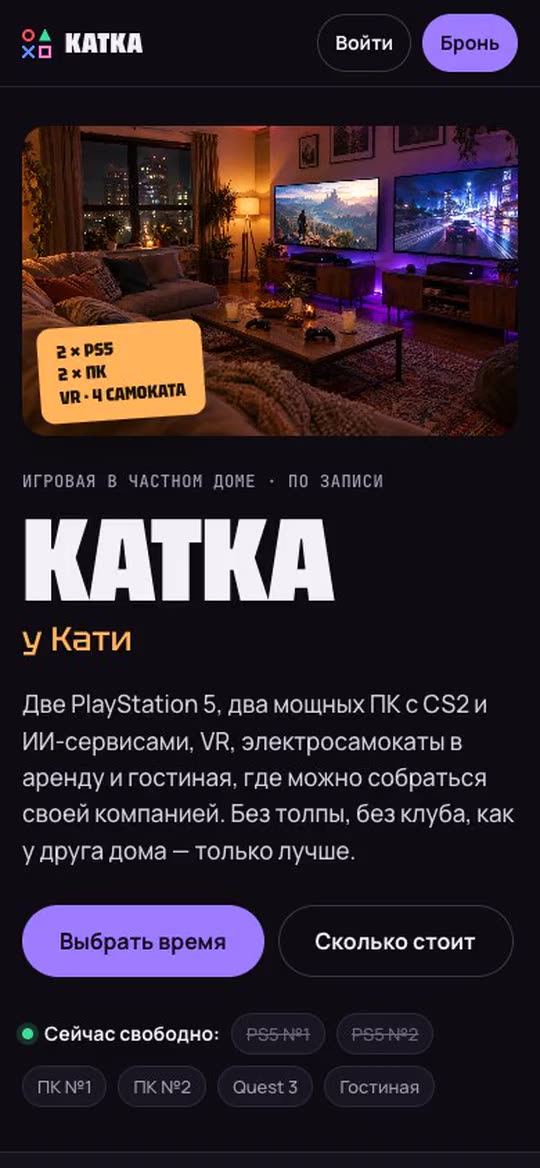 КАТКА
Войти
Бронь
2 × PS5
2 × ПК
VR · 4 САМОКАТА
ИГРОВАЯ В ЧАСТНОМ ДОМЕ · ПО ЗАПИСИ
КАТКА
у Кати
Две PlayStation 5, два мощных ПК с CS2 и
ИИ-сервисами, VR, электросамокаты в
аренду и гостиная, где можно собраться
своей компанией. Без толпы, без клуба, как
у друга дома — только лучше.
Выбрать время
Сколько стоит
Сейчас свободно:
PS5 №1
PS5 №2
ПК №1
ПК №2
Quest 3
Гостиная